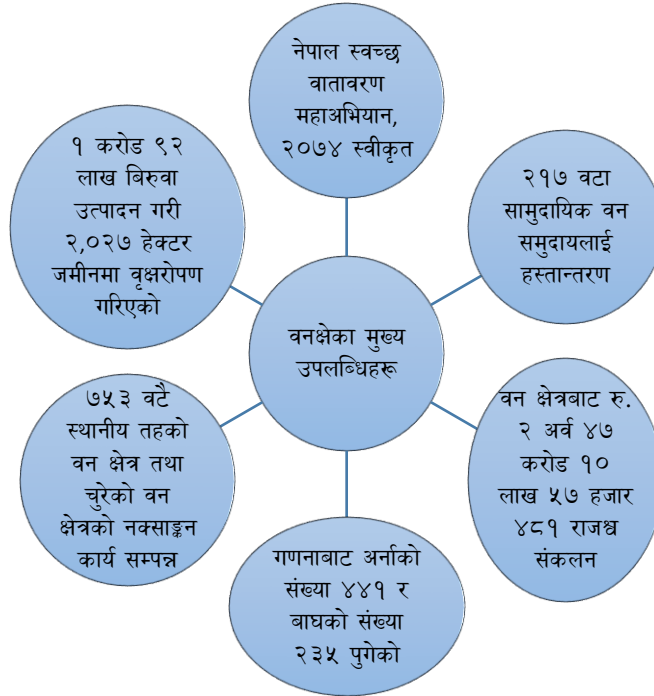 नेपाल स्वच्छ
वातावरण
महाअभियान,
२०७४ स्वीकृत
१ करोड ९२
लाख बिरुवा
उत्पादन गरी
२,०२७ हेक्टर
जमीनमा वृक्षरोपण
गरिएको
२१७ वटा
सामुदायिक वन
समुदायलाई
हस्तान्तरण
वनक्षेका मुख्य
उपलब्धिहरू
७५३ वटै
स्थानीय तहको
वन क्षेत्र तथा
चुरेको वन
क्षेत्रको नक्साङ्कन
कार्य सम्पन्न
वन क्षेत्रबाट रु.
२ अर्व ४७
करोड १०
लाख ५७ हजार
४८१ राजश्व
संकलन
गणनाबाट अर्नाको
संख्या ४४१ र
बाघको संख्या
२३५ पुगेको